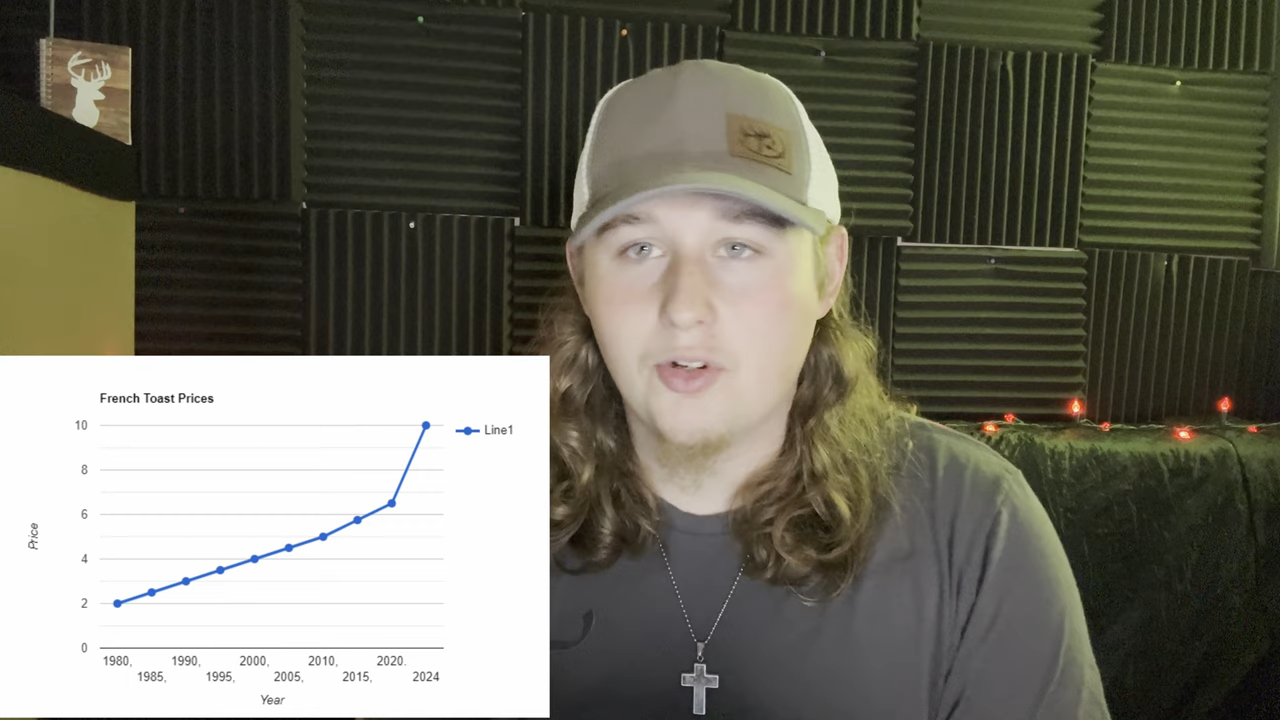 French Toast Prices
10
Line1
8
6
4
2
0
Price
1980, 1990, 2000, 2010, 2020.
1985, 1995, 2005, 2015, 2024
Year